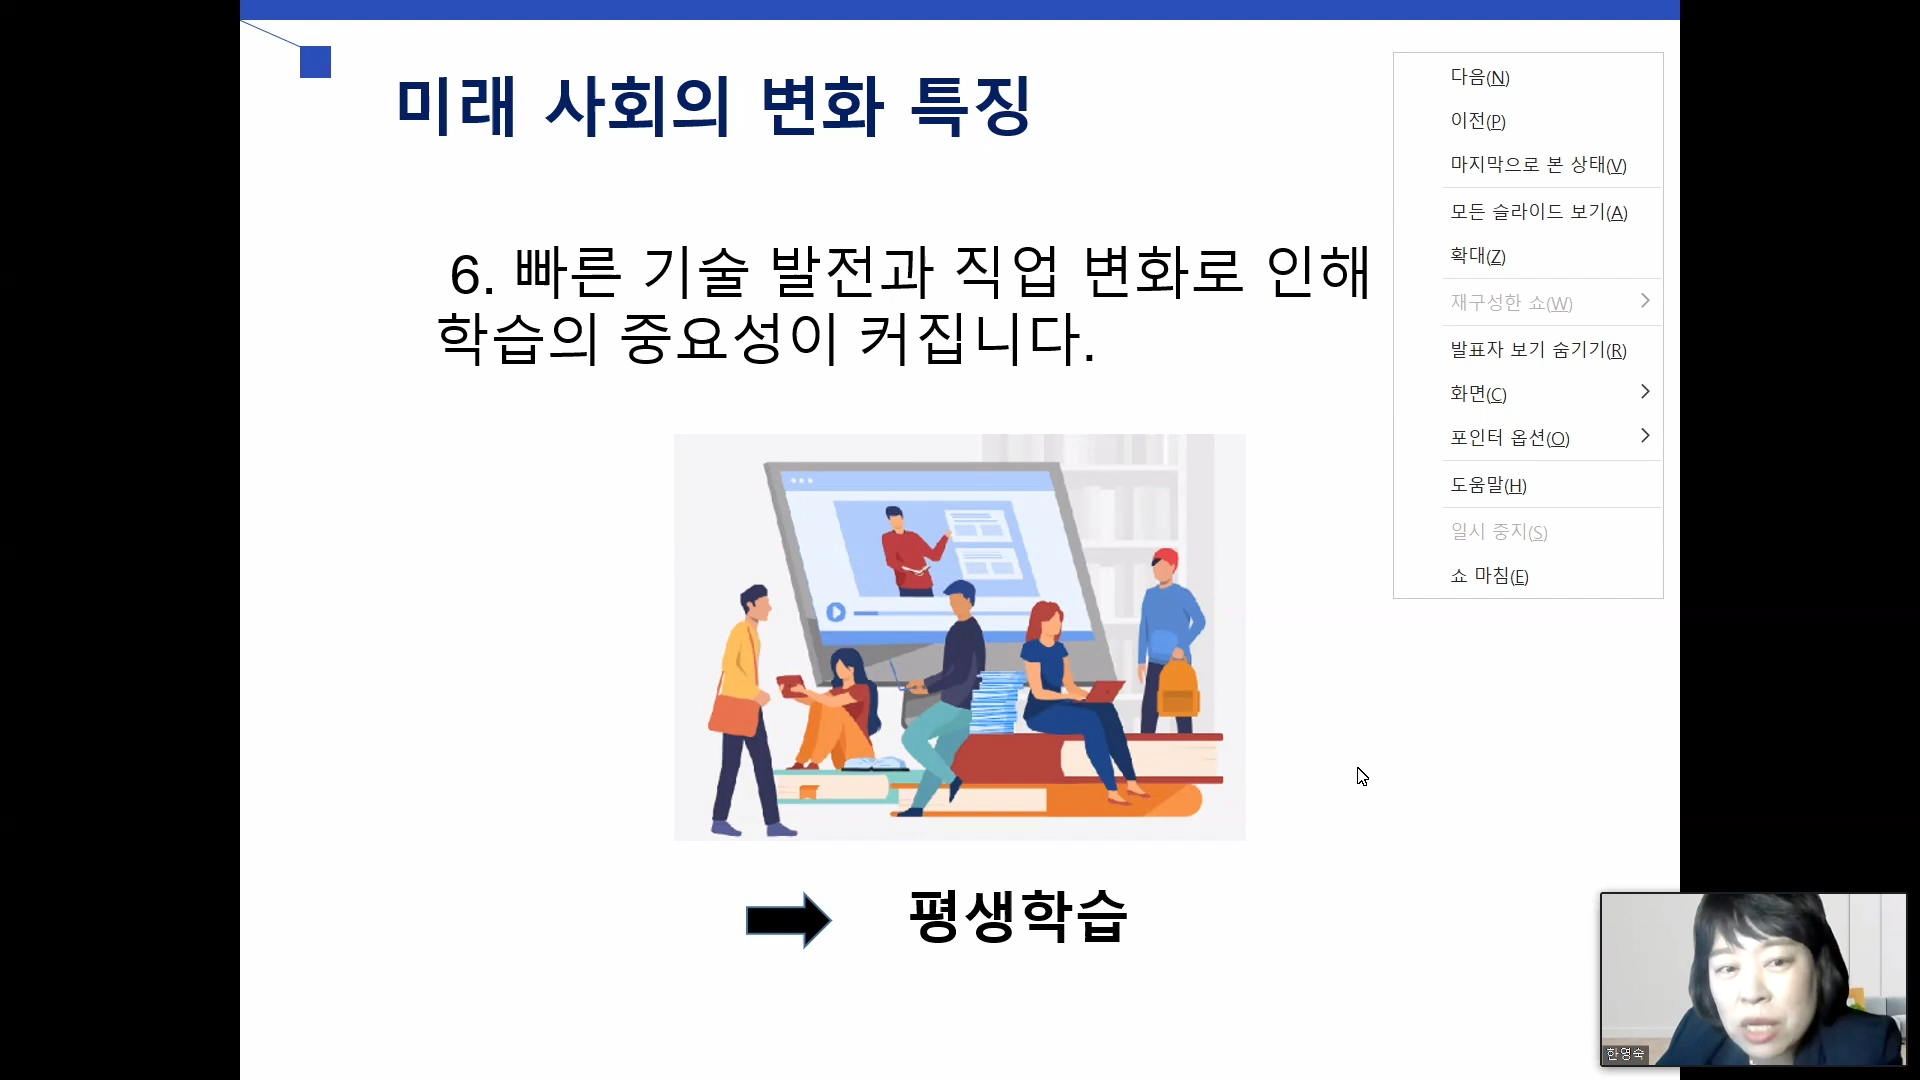 미래 사회의 변화 특징
6. 빠른 기술 발전과 직업 변화로 인해
학습의 중요성이 커집니다.
평생학습
다음(N)
이전(P)
마지막으로 본 상태(V)
모든 슬라이드 보기(A)
확대(Z)
재구성한 쇼(W)
발표자 보기 숨기기(R)
화면(C)
포인터 옵션(O)
도움말(H)
일시 중지(S)
쇼 마침(E)
한영숙